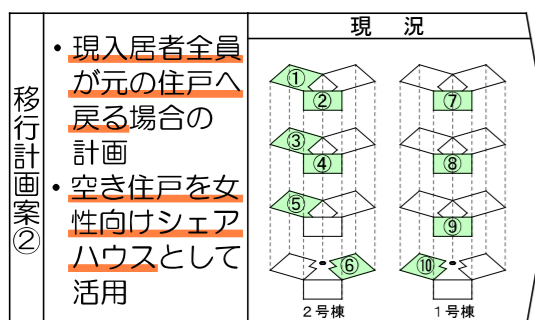 移行計画案②
・現入居者全員
が元の住戸へ
戻る場合の
計画
・空き住戸を女
性向けシェア
ハウスとして
活用
現 況
①
②
⑦
③
④
⑧
⑤
⑨
⑥
⑩
2号棟
1号棟